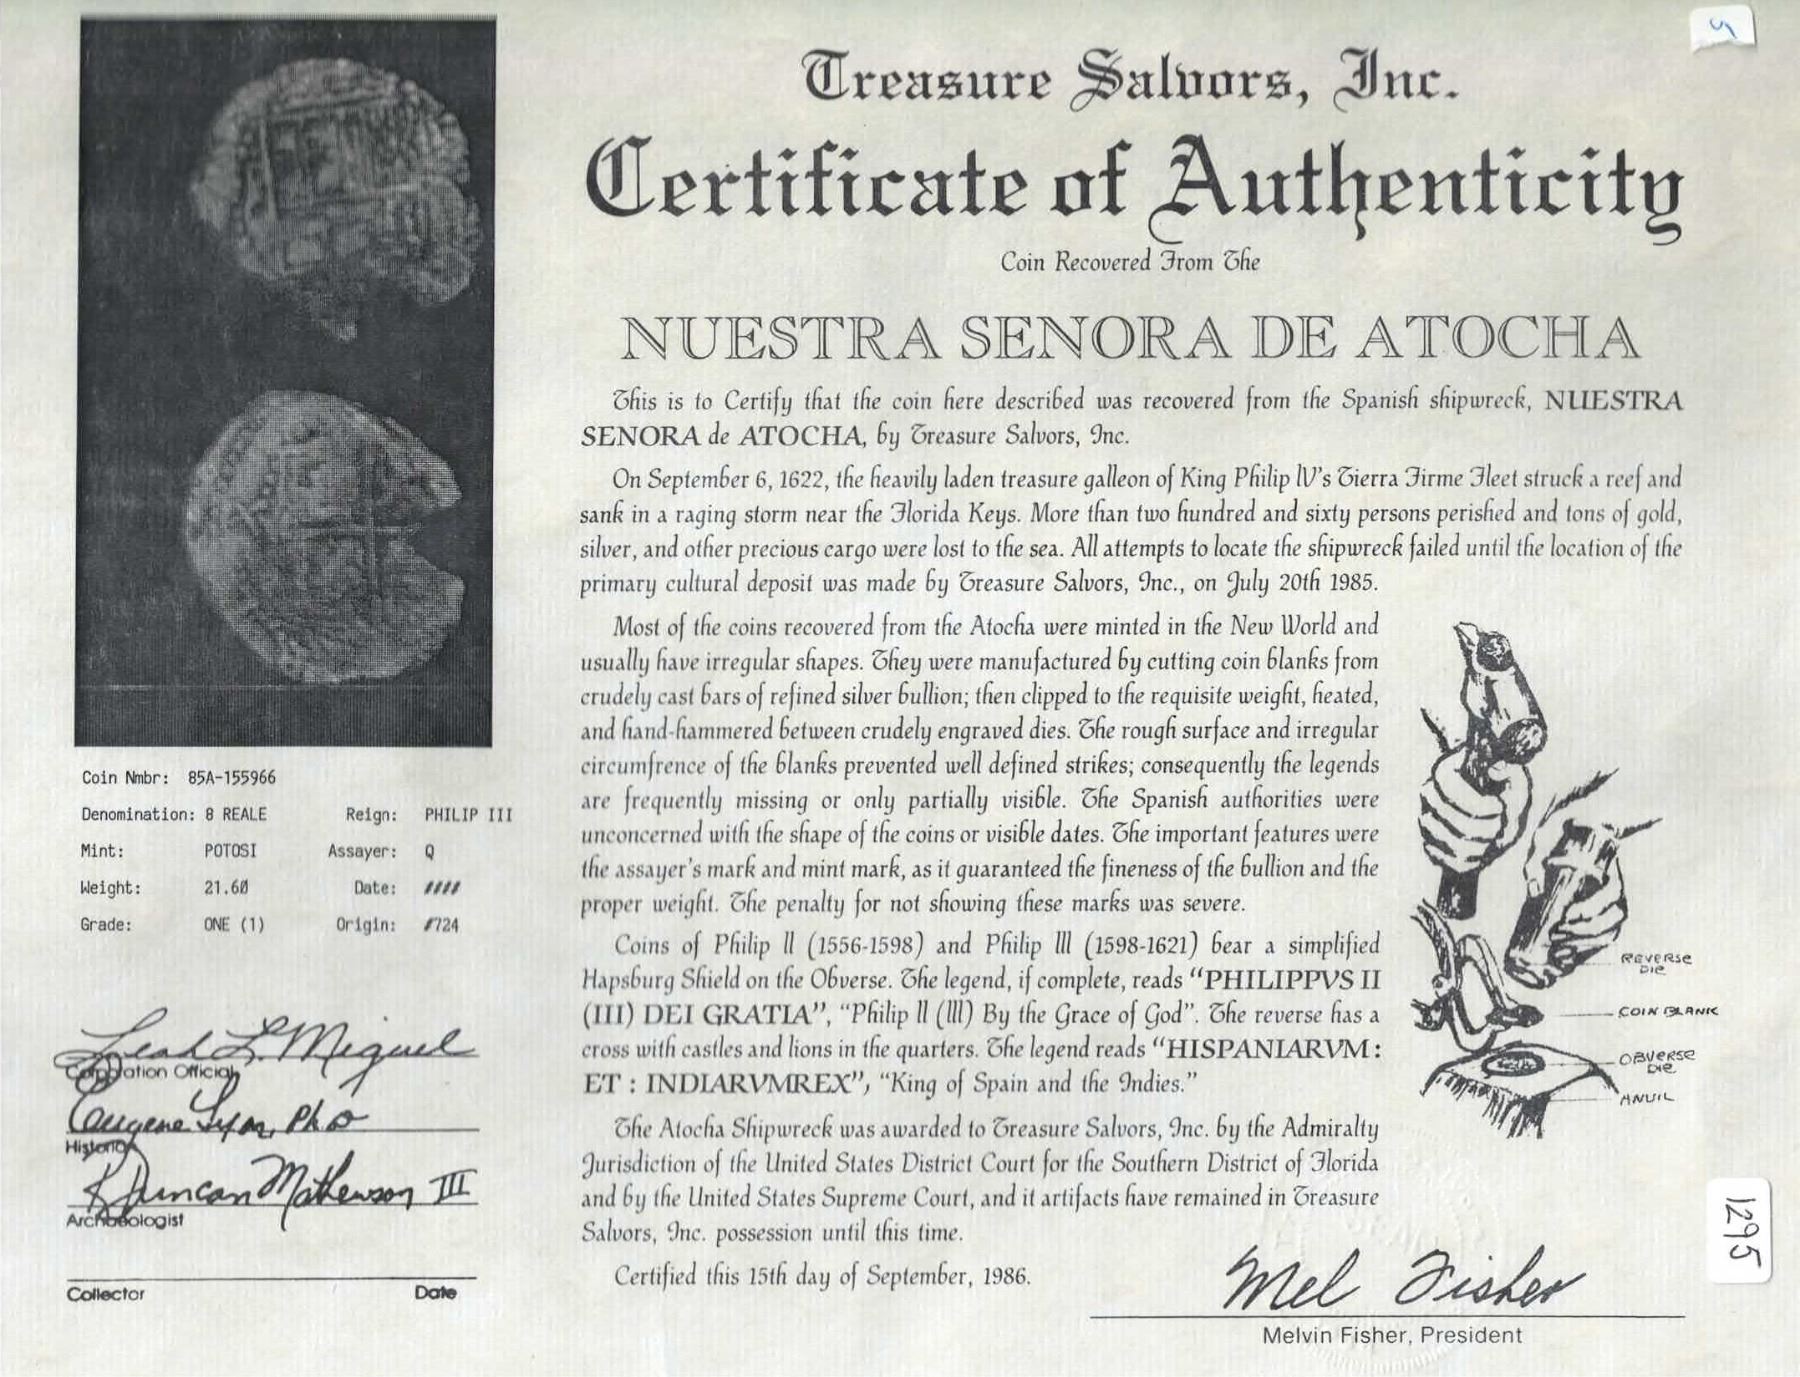 Treasure Salvors, Inc.
Certificate of Authenticity
Coin Recovered From The
NUESTRA SENORA DE ATOCHA
This is to Certify that the coin here described was recovered from the Spanish shipwreck, NUESTRA
SENORA de ATOCHA, by Treasure Salvors, Inc.
On September 6, 1622, the heavily laden treasure galleon of King Philip IV's Tierra Firme Fleet struck a reef and
sank in a raging storm near the Florida Keys. More than two hundred and sixty persons perished and tons of gold,
silver, and other precious cargo were lost to the sea. All attempts to locate the shipwreck failed until the location of the
primary cultural deposit was made by Treasure Salvors, Inc., on July 20th 1985.
Most of the coins recovered from the Atocha were minted in the New World and
usually have irregular shapes. They were manufactured by cutting coin blanks from
crudely cast bars of refined silver bullion; then clipped to the requisite weight, heated,
and hand-hammered between crudely engraved dies. The rough surface and irregular
circumfrence of the blanks prevented well defined strikes; consequently the legends
are frequently missing or only partially visible. The Spanish authorities were
unconcerned with the shape of the coins or visible dates. The important features were
the assayer's mark and mint mark, as it guaranteed the fineness of the bullion and the
proper weight. The penalty for not showing these marks was severe.
Coins of Philip II (1556-1598) and Philip III (1598-1621) bear a simplified
Hapsburg Shield on the Obverse. The legend, if complete, reads “PHILIPPVS II
(III) DEI GRATIA”, “Philip II (III) By the Grace of God”. The reverse has a
cross with castles and lions in the quarters. The legend reads “HISPANIARVM :
ET : INDIARVMREX”, “King of Spain and the Indies.”
The Atocha Shipwreck was awarded to Treasure Salvors, Inc. by the Admiralty
Jurisdiction of the United States District Court for the Southern District of Florida
and by the United States Supreme Court, and it artifacts have remained in Treasure
Salvors, Inc. possession until this time.
Certified this 15th day of September, 1986.
Mel Fisher
Melvin Fisher, President
REVERSE
DIE
COIN BLANK
OBVERSE
DIE
ANVIL
Coin Nmbr: 85A-155966
Denomination: 8 REALE Reign: PHILIP III
Mint: POTOSI Assayer: Q
Weight: 21.60 Date: ////
Grade: ONE (1) Origin: #724
Leah L. Miguel
Corporation Official
Eugene Lyon, PhD
Historian
R Duncan Mathewson III
Archaeologist
Collector Date
5
1295